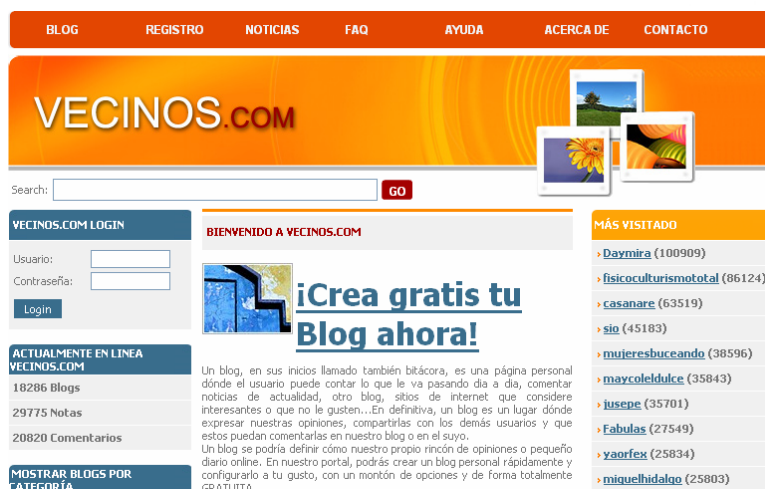 BLOG REGISTRO NOTICIAS FAQ AYUDA ACERCA DE CONTACTO
VECINOS.COM
Search: GO
VECINOS.COM LOGIN
Usuario:
Contraseña:
Login
ACTUALMENTE EN LINEA
VECINOS.COM
18286 Blogs
29775 Notas
20820 Comentarios
MOSTRAR BLOGS POR
CATEGORÍA
BIENVENIDO A VECINOS.COM
¡Crea gratis tu
Blog ahora!
Un blog, en sus inicios llamado también bitácora, es una página personal
dónde el usuario puede contar lo que le va pasando dia a dia, comentar
noticias de actualidad, otro blog, sitios de internet que considere
interesantes o que no le gusten...En definitiva, un blog es un lugar dónde
expresar nuestras opiniones, compartirlas con los demás usuarios y que
estos puedan comentarlas en nuestro blog o en el suyo.
Un blog se podría definir cómo nuestro propio rincón de opiniones o pequeño
diario online. En nuestro portal, podrás crear un blog personal rápidamente y
configurarlo a tu gusto, con un montón de opciones y de forma totalmente
GRATUITA.
MÁS VISITADO
› Daymira (100909)
› fisicoculturismototal (86124)
› casanare (63519)
› sio (45183)
› mujeresbuceando (38596)
› maycoleldulce (35843)
› jusepe (35701)
› Fabulas (27549)
› yaorfex (25834)
› miguelhidalgo (25803)